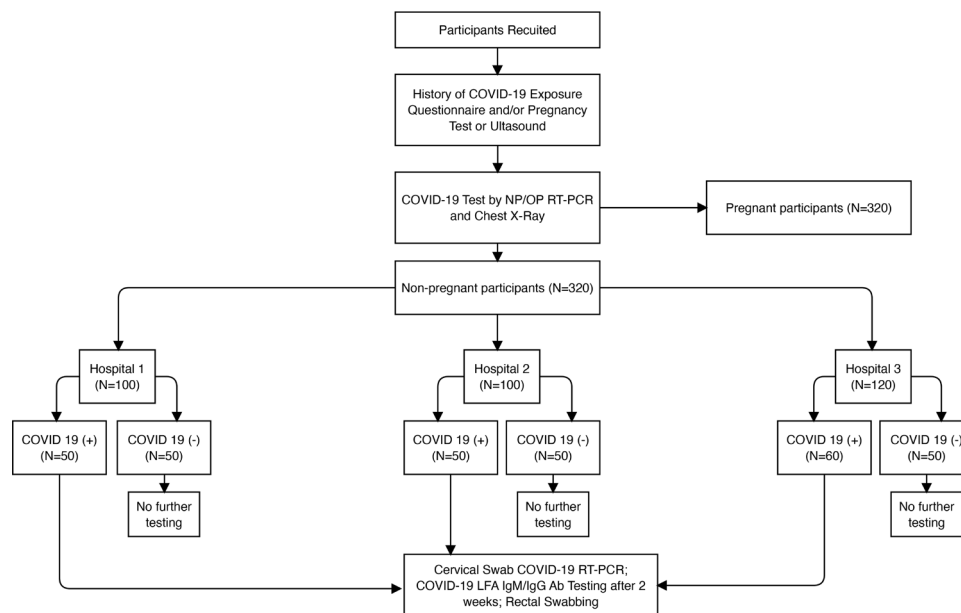 Participants Recuited
History of COVID-19 Exposure
Questionnaire and/or Pregnancy
Test or Ultasound
COVID-19 Test by NP/OP RT-PCR
and Chest X-Ray
Pregnant participants (N=320)
Non-pregnant participants (N=320)
Hospital 1
(N=100)
Hospital 2
(N=100)
Hospital 3
(N=120)
COVID 19 (+)
(N=50)
COVID 19 (-)
(N=50)
COVID 19 (+)
(N=50)
COVID 19 (-)
(N=50)
COVID 19 (+)
(N=60)
COVID 19 (-)
(N=50)
No further
testing
No further
testing
No further
testing
Cervical Swab COVID-19 RT-PCR;
COVID-19 LFA IgM/IgG Ab Testing after 2
weeks; Rectal Swabbing